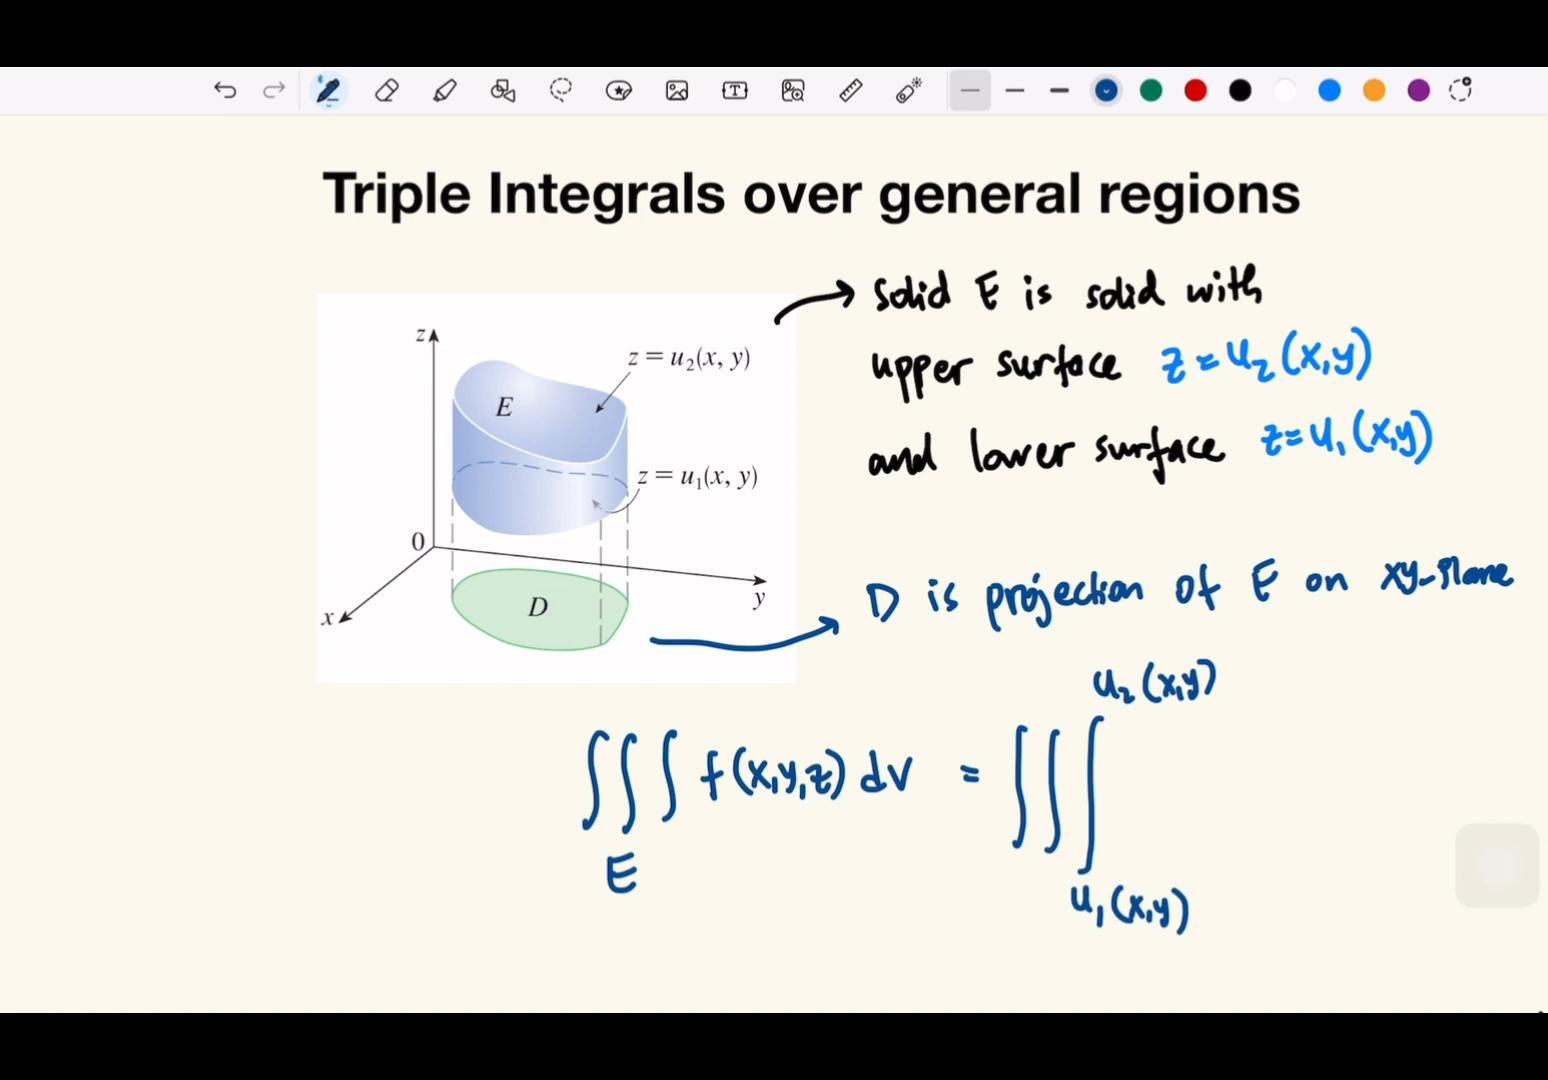 Triple Integrals over general regions
solid E is solid with
upper surface z = u₂(x,y)
and lower surface z = u₁(x,y)
z
z = u₂(x, y)
E
z = u₁(x, y)
0
x
y
D
D is projection of E on xy-plane
∫∫∫ f(x,y,z) dV = ∫∫∫
E
u₂(x,y)
u₁(x,y)